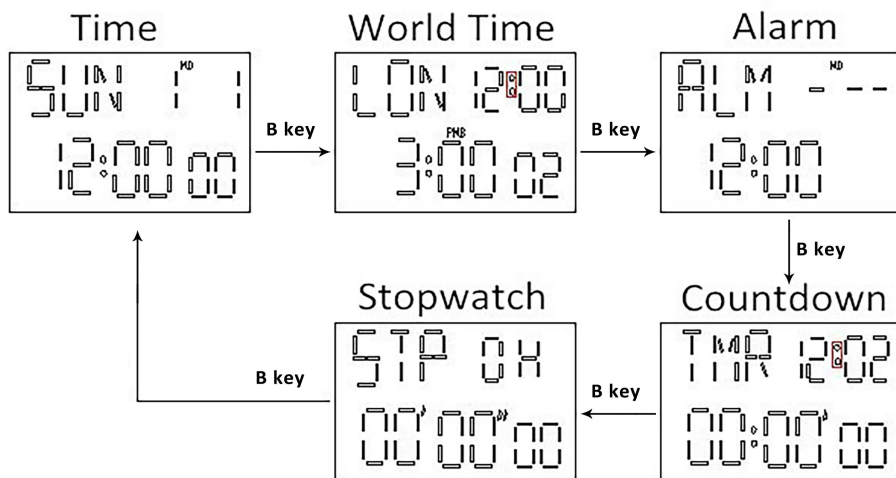 Time
SUN 1 1
MD
12:00 00
B key
World Time
LON 12:00
PMB
3:00 02
B key
Alarm
ALM - --
MD
12:00
B key
Countdown
TMR 12:02
00:00 00
B key
Stopwatch
STP 0H
00' 00" 00
B key